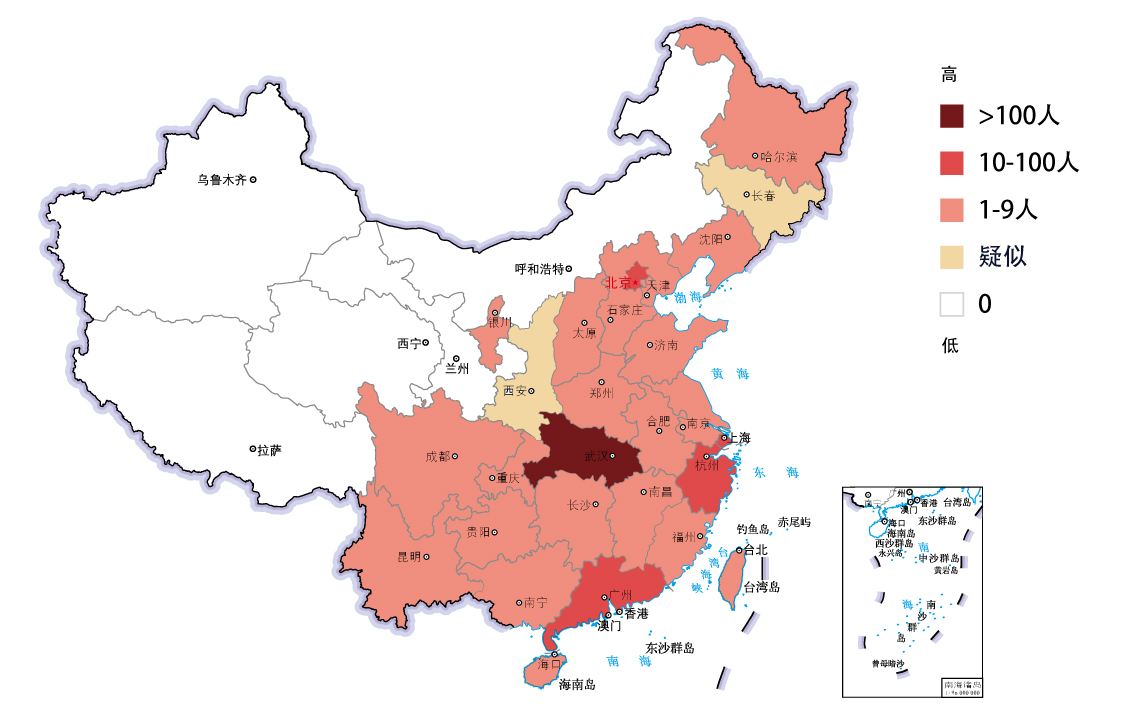 高
>100人
10-100人
1-9人
疑似
0
低
哈尔滨
乌鲁木齐
长春
沈阳
呼和浩特
北京
天津
渤海
石家庄
银川
太原
西宁
济南
兰州
黄海
西安
郑州
合肥
南京
上海
拉萨
成都
武汉
杭州
东海
重庆
南昌
长沙
赤尾屿
钓鱼岛
贵阳
福州
昆明
台北
台湾海峡
台湾岛
南宁
广州
香港
澳门
东沙群岛
海口
南海
海南岛
南宁
广州
香港
台湾岛
澳门
海口
东沙群岛
海南岛
西沙群岛
南
永兴岛
中沙群岛
黄岩岛
海
南沙群岛
曾母暗沙
南海诸岛